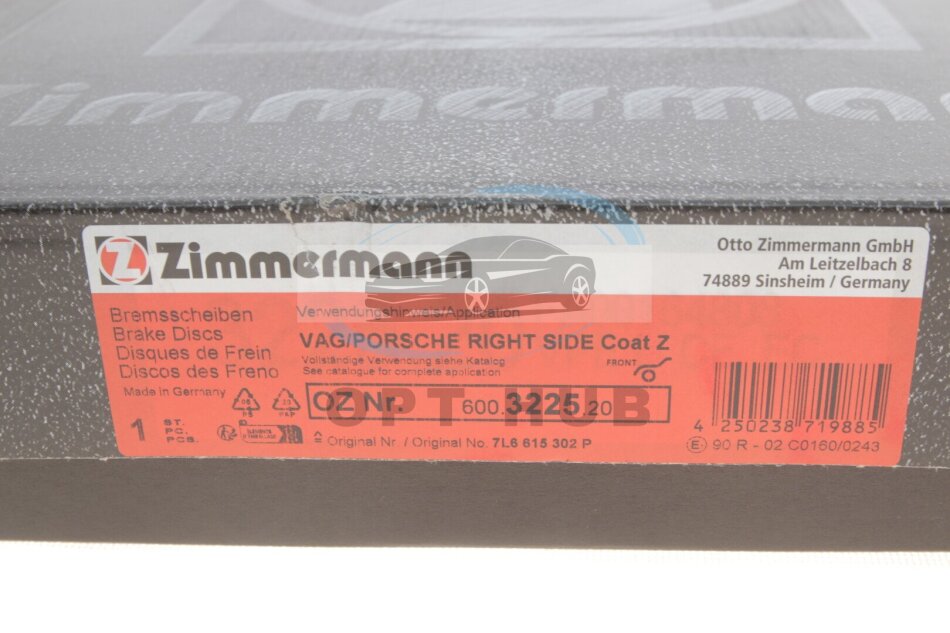 Zimmermann
Z Zimmermann
Otto Zimmermann GmbH
Am Leitzelbach 8
74889 Sinsheim / Germany
Bremsscheiben
Brake Discs
Disques de Frein
Discos des Freno
Made in Germany
Verwendungshinweis/Application
VAG/PORSCHE RIGHT SIDE Coat Z
Vollständige Verwendung siehe Katalog
See catalogue for complete application
FRONT
OZ Nr. 600.3225.20
OPT HUB
1 ST.
PC.
PCS.
≙ Original Nr. / Original No. 7L6 615 302 P
4 250238 719885
E 90 R - 02 C0160/0243